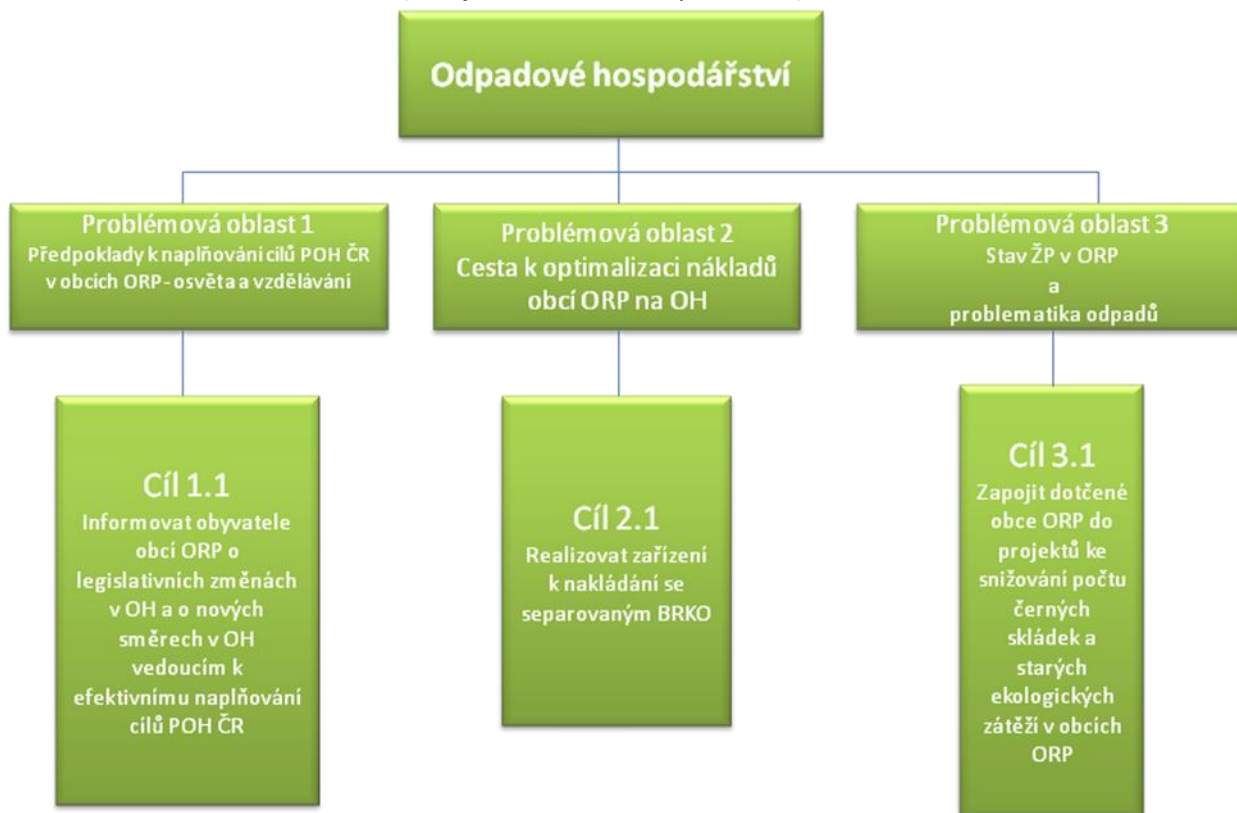 Odpadové hospodářství
Problémová oblast 1
Předpoklady k naplňování cílů POH ČR
v obcích ORP- osvěta a vzdělávání
Problémová oblast 2
Cesta k optimalizaci nákladů
obcí ORP na OH
Problémová oblast 3
Stav ŽP v ORP
a
problematika odpadů
Cíl 1.1
Informovat obyvatele
obcí ORP o
legislativních změnách
v OH a o nových
směrech v OH
vedoucím k
efektivnímu naplňování
cílů POH ČR
Cíl 2.1
Realizovat zařízení
k nakládání se
separovaným BRKO
Cíl 3.1
Zapojit dotčené
obce ORP do
projektů ke
snižování počtu
černých
skládek a
starých
ekologických
zátěží v obcích
ORP